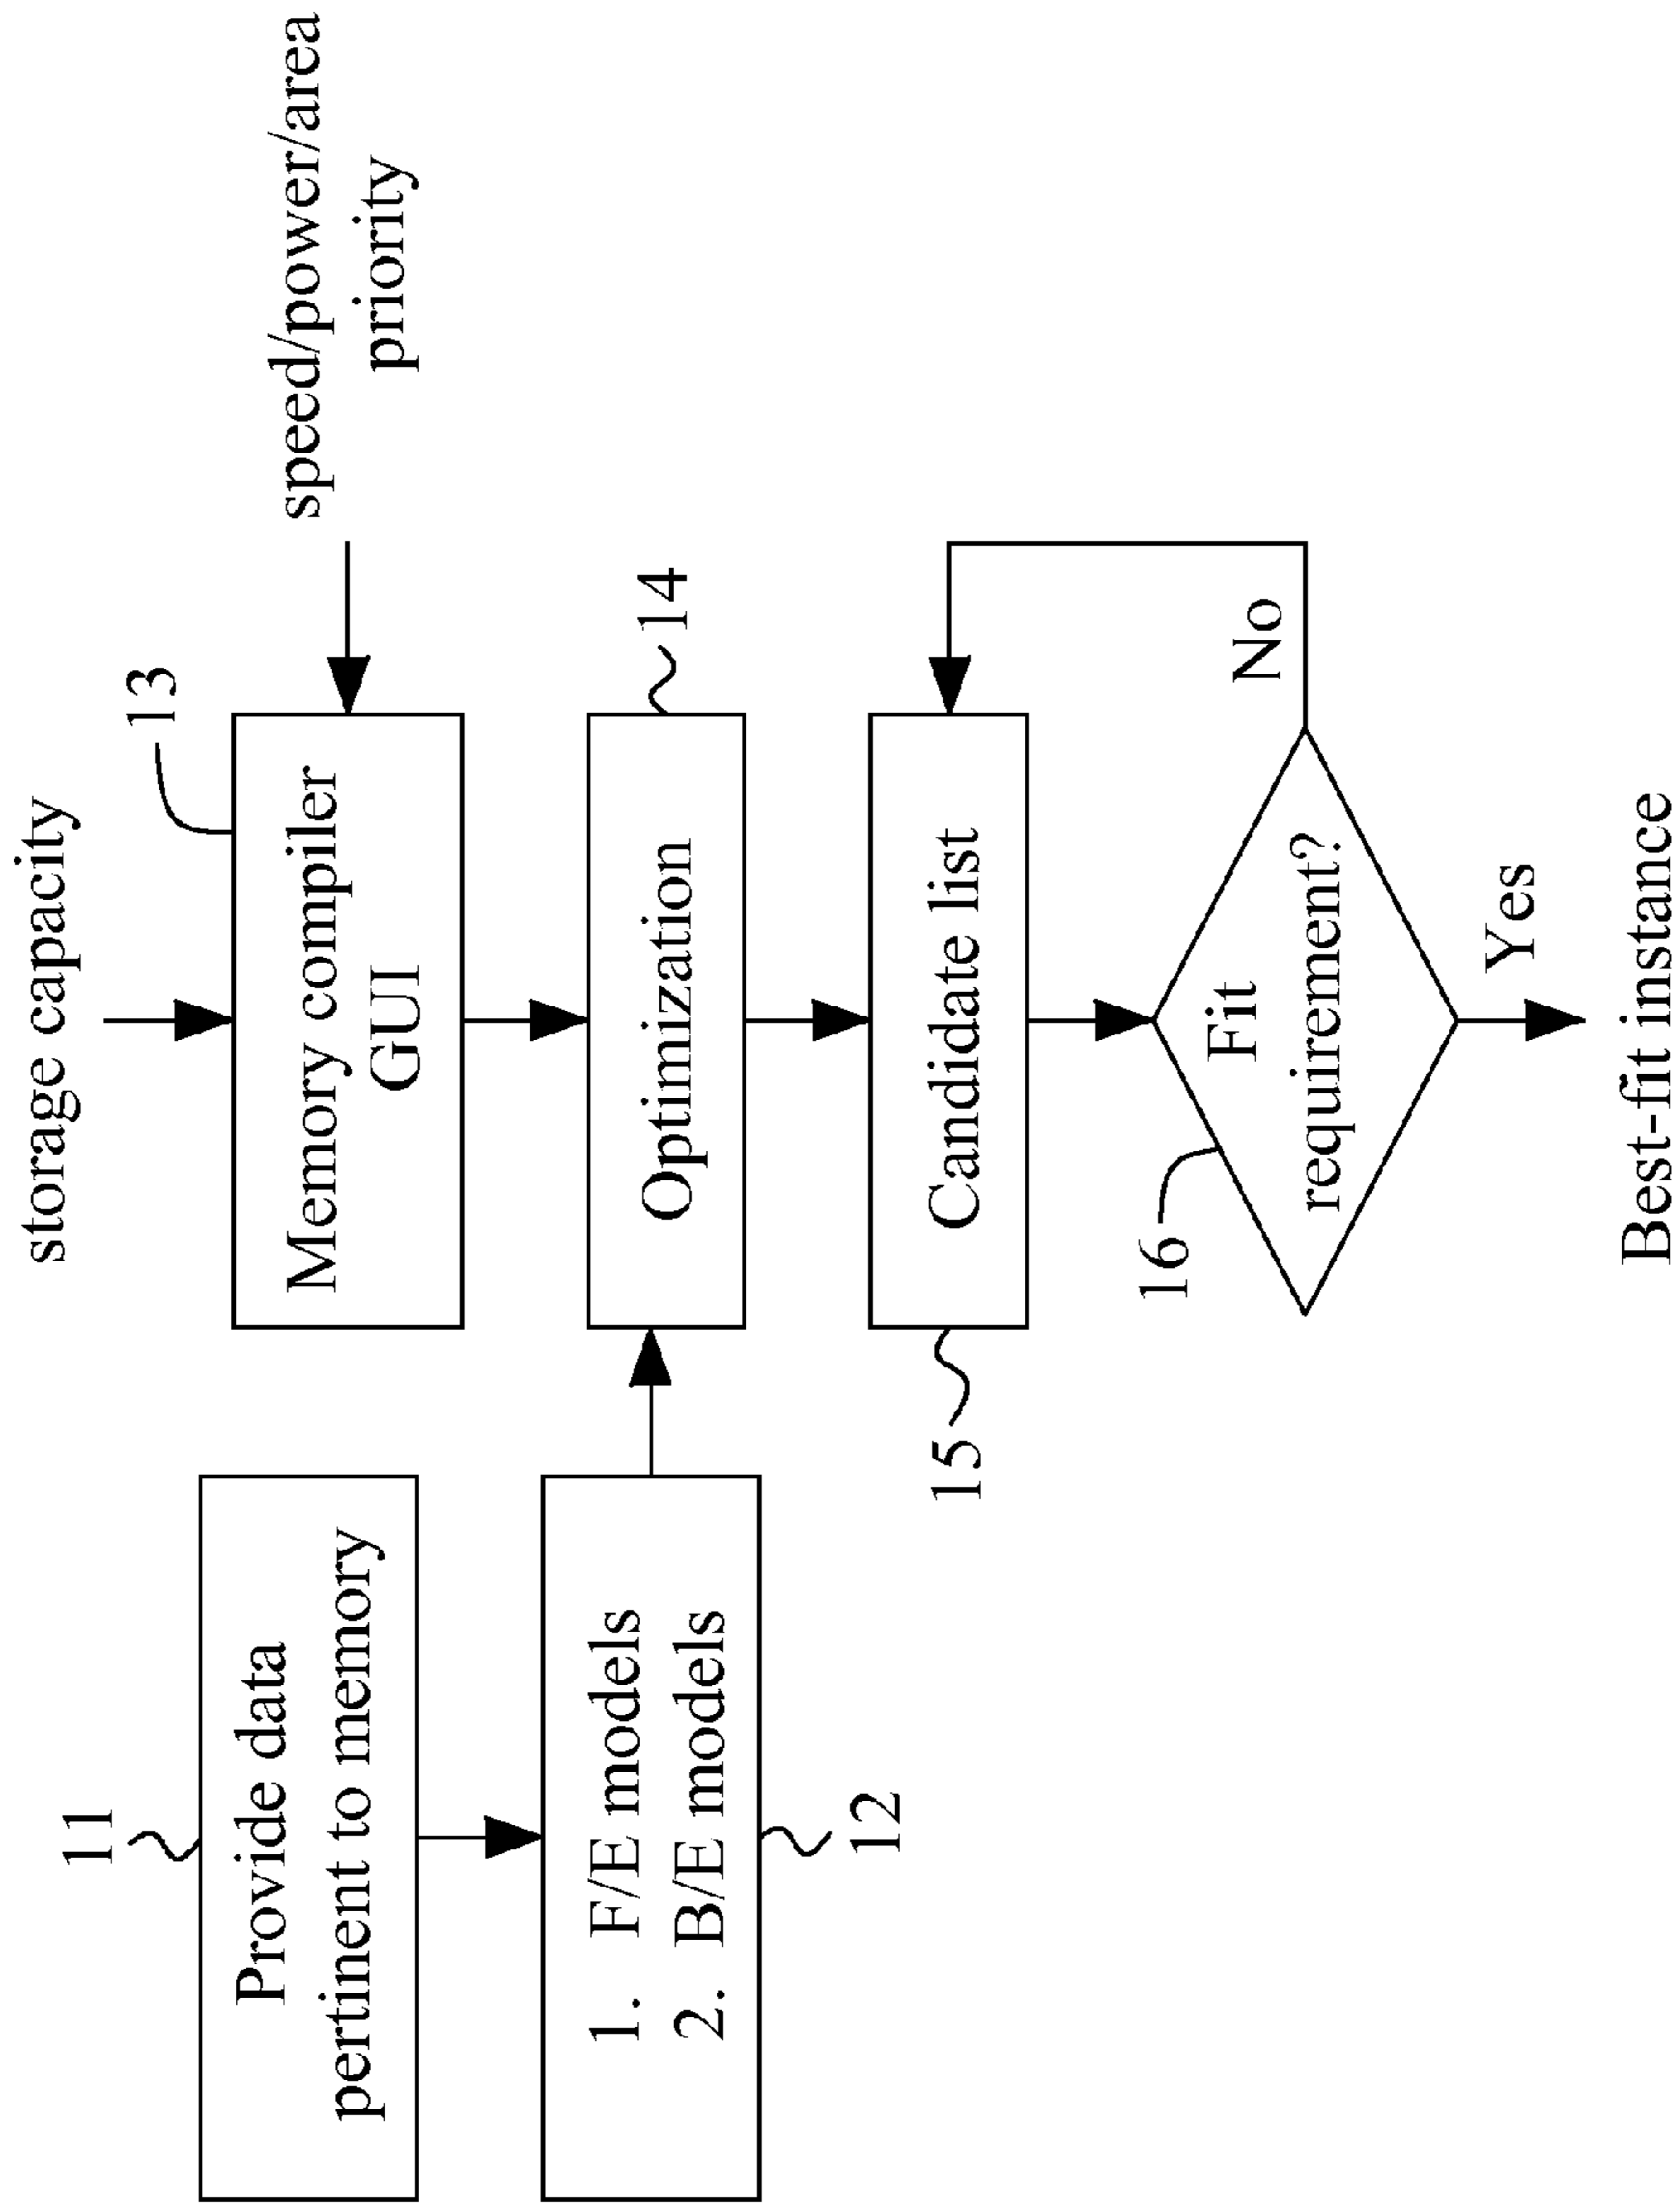 storage capacity
13
speed/power/area
priority
Memory compiler
GUI
11
Provide data
pertinent to memory
1. F/E models
2. B/E models
12
Optimization
14
Candidate list
15
16
Fit
requirement?
No
Yes
Best-fit instance